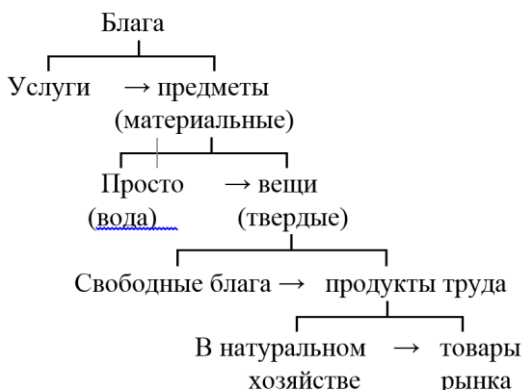 Блага
Услуги → предметы
(материальные)
Просто → вещи
(вода) (твердые)
Свободные блага → продукты труда
В натуральном → товары
хозяйстве рынка